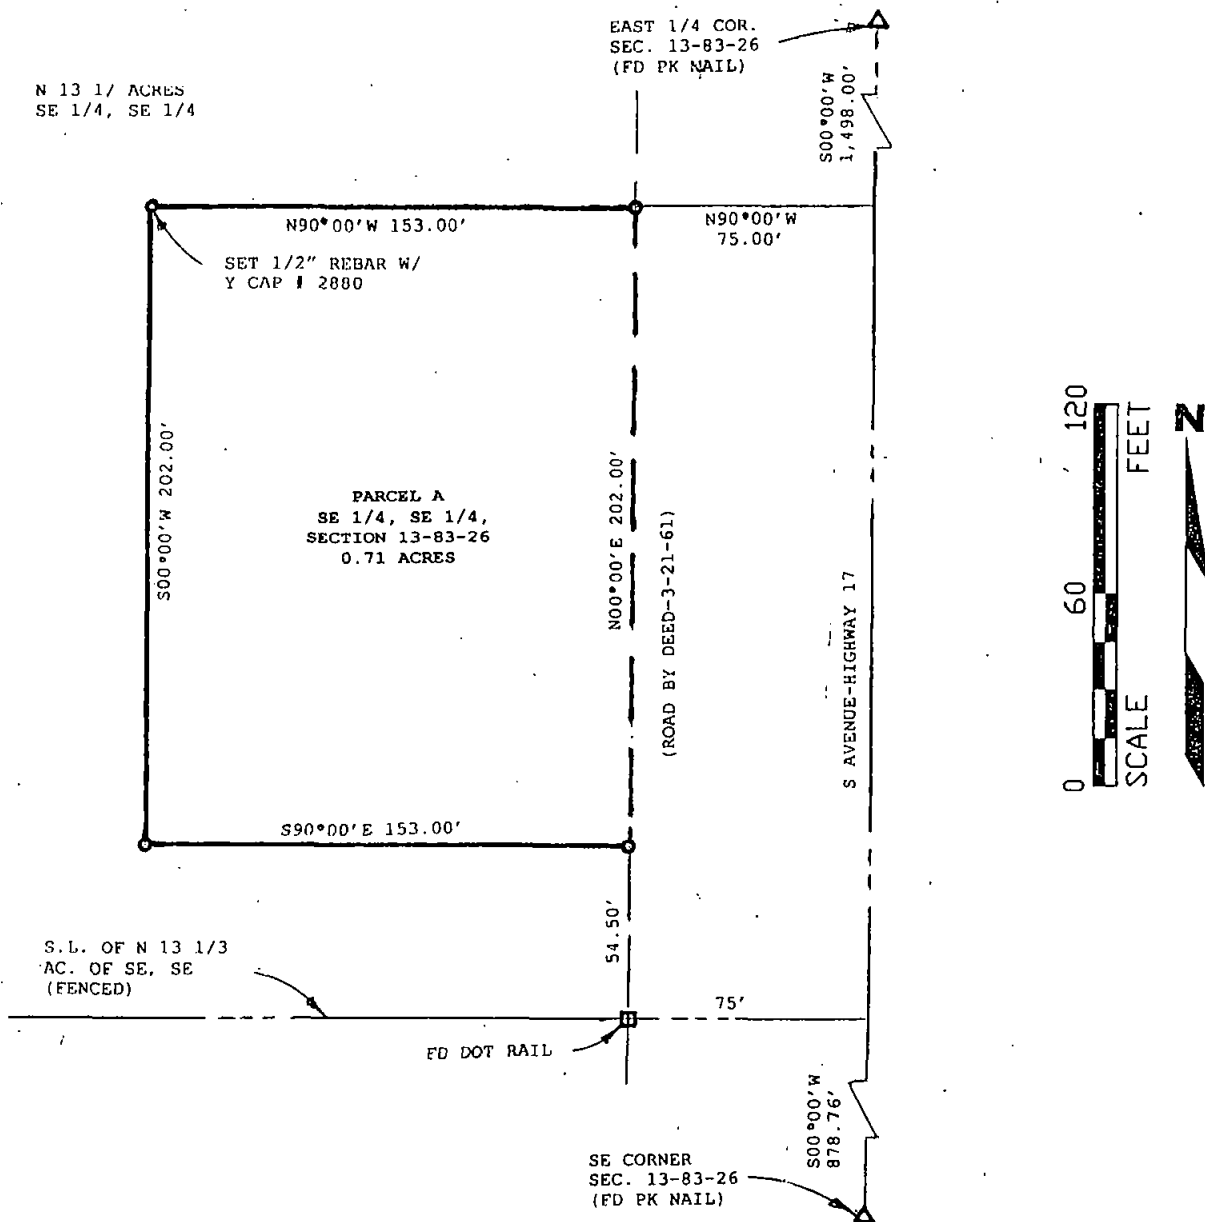 EAST 1/4 COR.
SEC. 13-83-26
(FD PK NAIL)
N 13 1/ ACRES
SE 1/4, SE 1/4
S00°00'W
1,498.00'
N90°00'W 153.00'
N90°00'W
75.00'
SET 1/2" REBAR W/
Y CAP # 2880
S00°00'W 202.00'
PARCEL A
SE 1/4, SE 1/4,
SECTION 13-83-26
0.71 ACRES
N00°00'E 202.00'
(ROAD BY DEED-3-21-61)
S AVENUE-HIGHWAY 17
0 60 120
SCALE FEET
N
S90°00'E 153.00'
54.50'
S.L. OF N 13 1/3
AC. OF SE, SE
(FENCED)
75'
FD DOT RAIL
S00°00'W
878.76'
SE CORNER
SEC. 13-83-26
(FD PK NAIL)